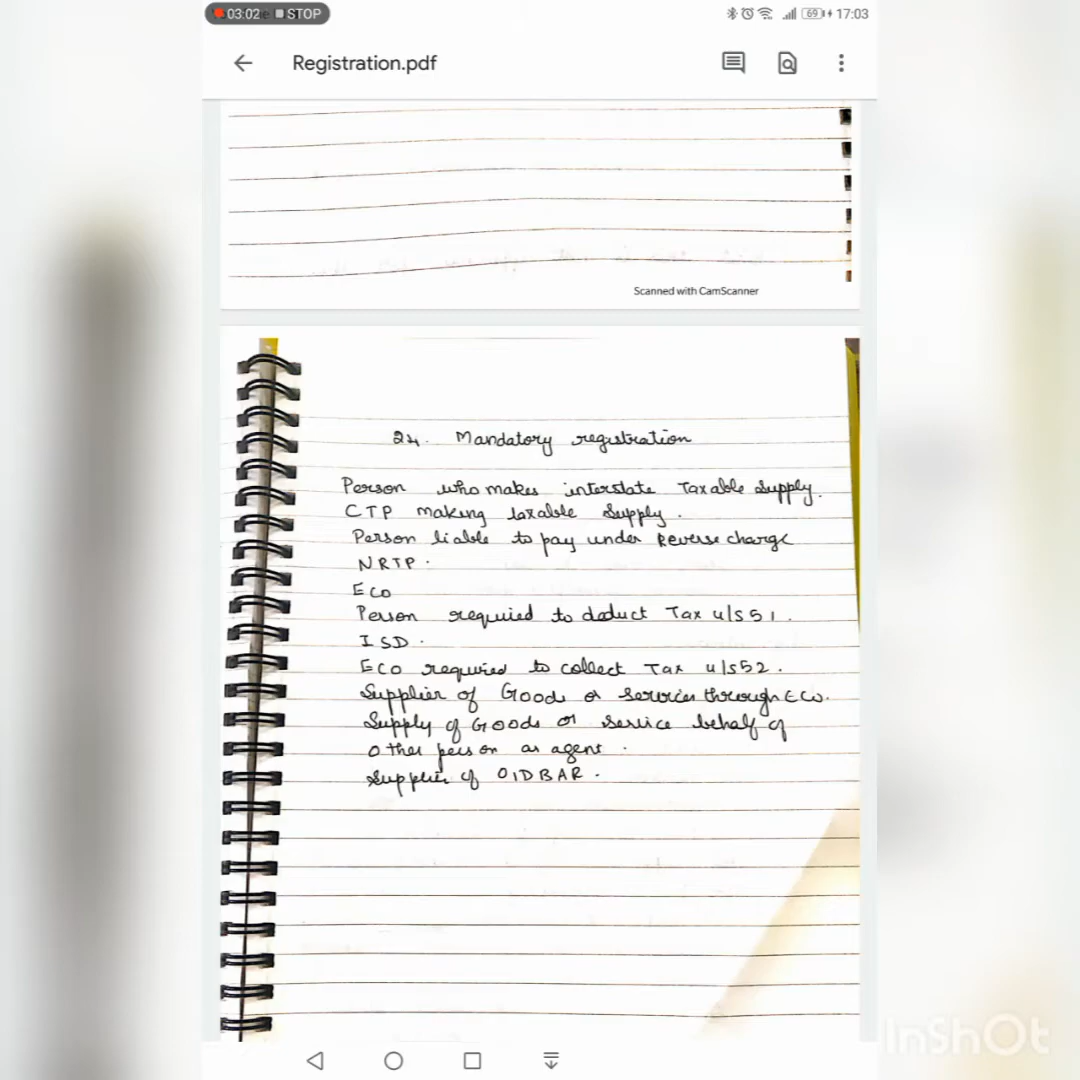 03:02 STOP
69 17:03
Registration.pdf
Scanned with CamScanner
24. Mandatory registration
Person who makes interstate Taxable Supply.
CTP making taxable Supply.
Person liable to pay under Reverse charge
NRTP.
ECO
Person required to deduct Tax u/s 51.
ISD.
ECO required to collect Tax u/s52.
Supplier of Goods or Services through ECO.
Supply of Goods or Service behalf of
other person as agent.
Supplier of OIDBAR.
InShOt